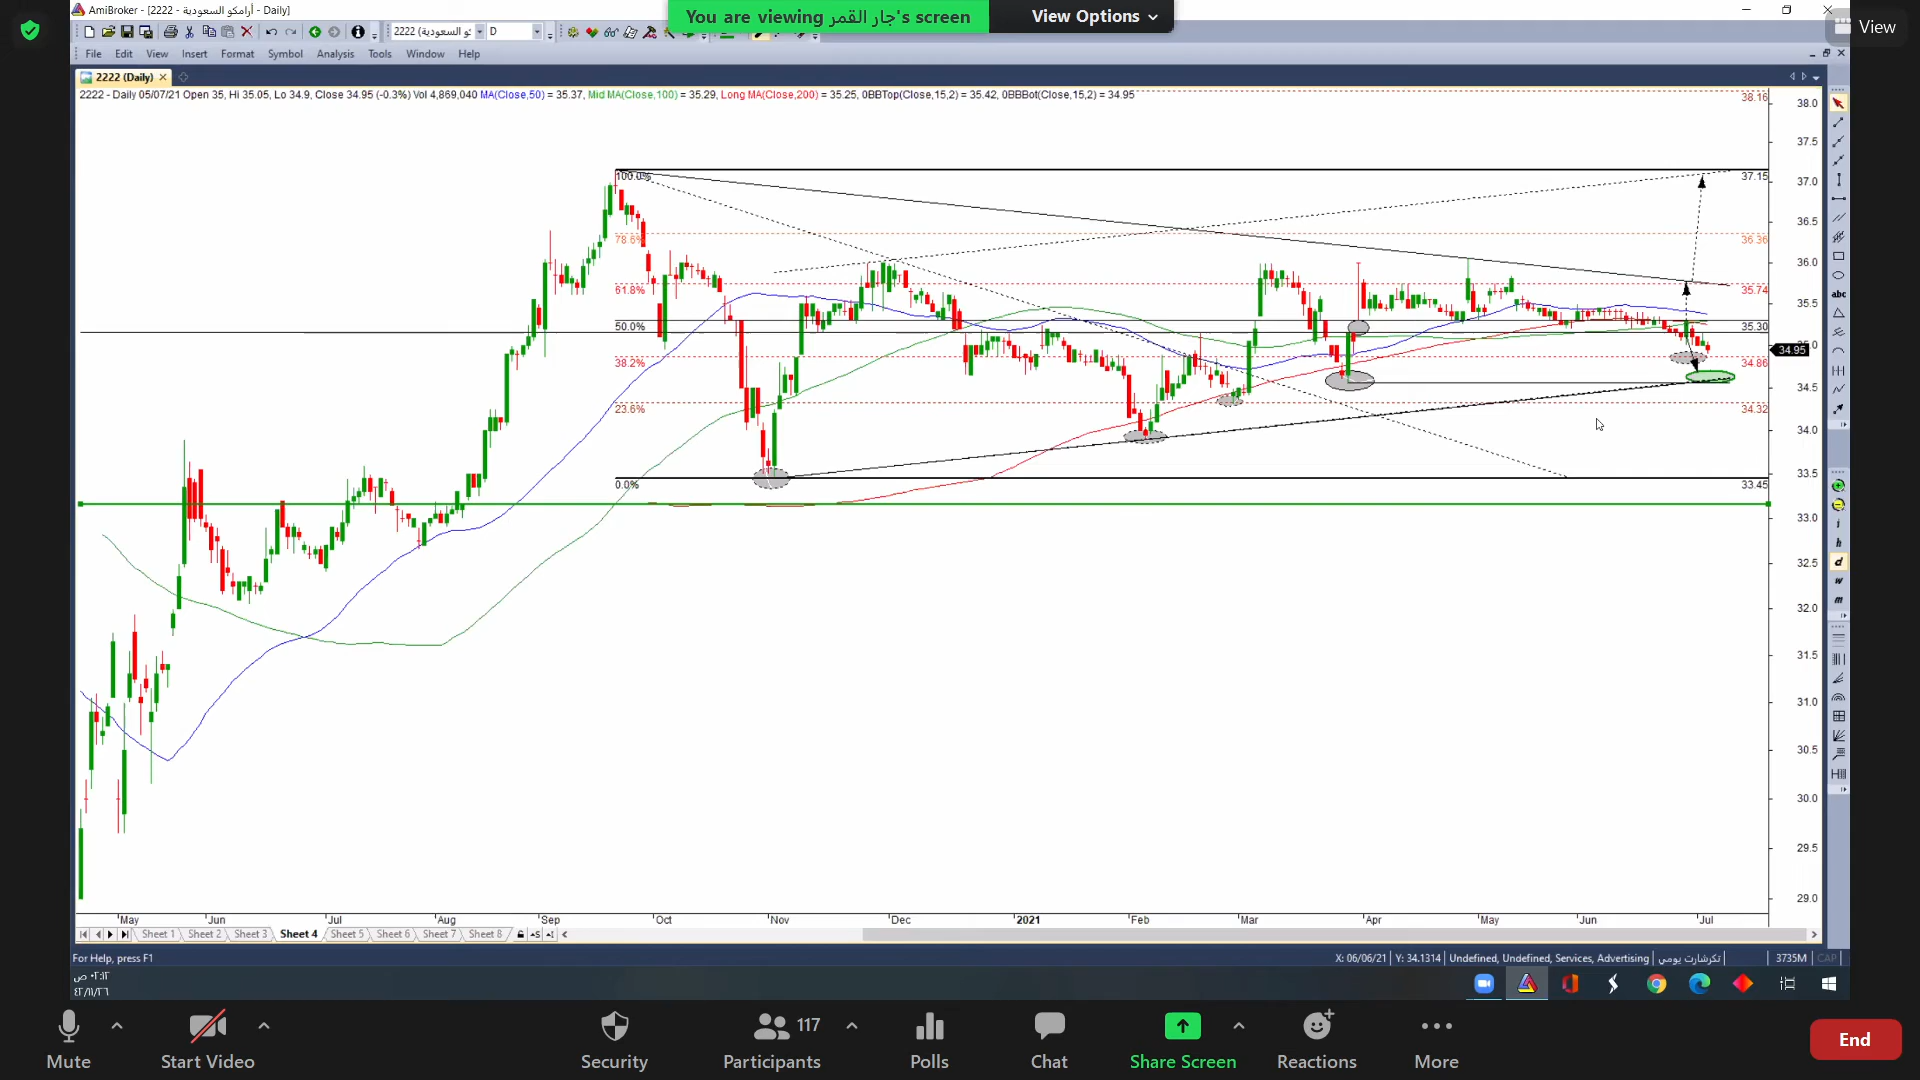 AmiBroker - [2222 - أرامكو السعودية - Daily]
You are viewing جار القمر's screen
View Options
View
2222
D
File Edit View Insert Format Symbol Analysis Tools Window Help
2222 (Daily)
2222 - Daily 05/07/21 Open 35, Hi 35.05, Lo 34.9, Close 34.95 (-0.3%) Vol 4,869,040 MA(Close,50) = 35.37, Mid MA(Close,100) = 35.29, Long MA(Close,200) = 35.25, 0BBTop(Close,15,2) = 35.42, 0BBBot(Close,15,2) = 34.95
38.16
38.0
37.5
100.0%
37.15
37.0
36.5
78.6%
36.36
36.0
61.8%
35.74
35.5
50.0%
35.30
34.95
38.2%
34.86
34.5
23.6%
34.32
34.0
33.5
0.0%
33.45
33.0
32.5
32.0
31.5
31.0
30.5
30.0
29.5
29.0
abc
i
h
d
w
m
May Jun Jul Aug Sep Oct Nov Dec 2021 Feb Mar Apr May Jun Jul
Sheet 1 Sheet 2 Sheet 3 Sheet 4 Sheet 5 Sheet 6 Sheet 7 Sheet 8
For Help, press F1
X: 06/06/21 Y: 34.1314 Undefined, Undefined, Services, Advertising تكرشارت يومي 3735M CAP
Mute
Start Video
Security
117
Participants
Polls
Chat
Share Screen
Reactions
More
End